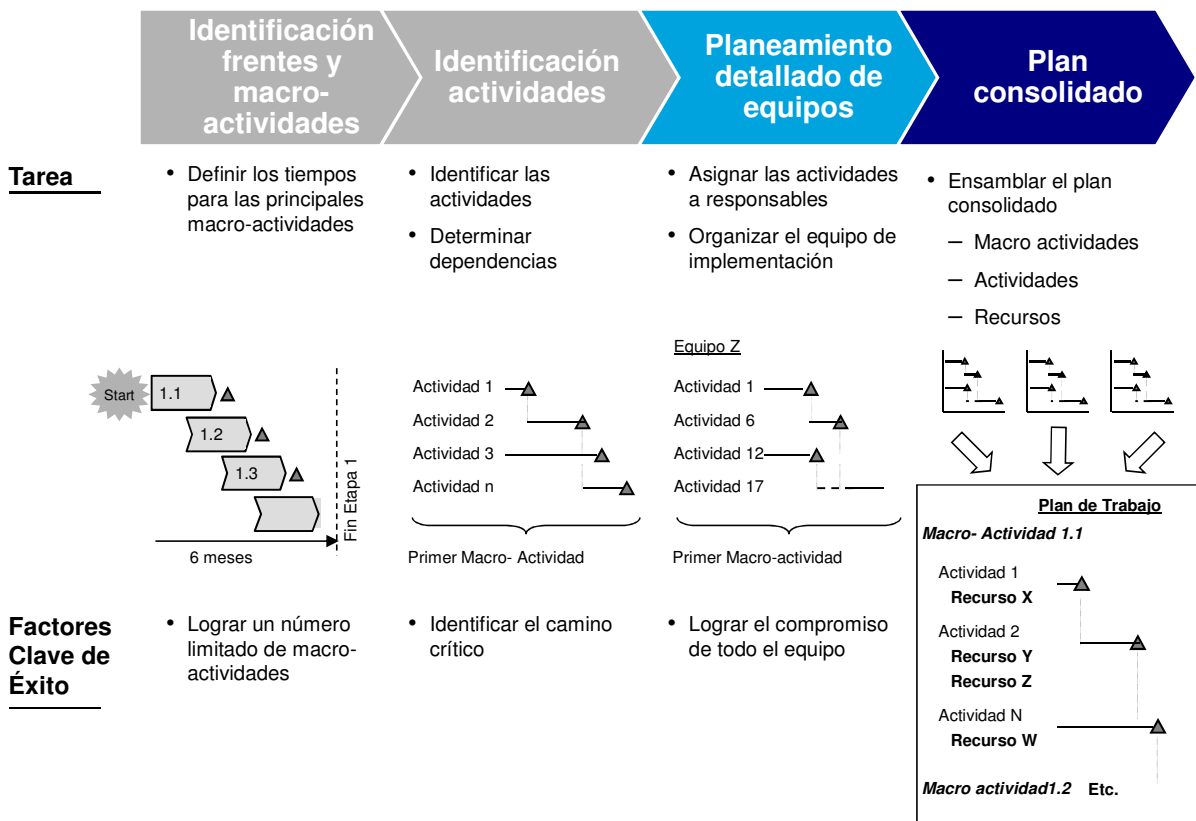 Identificación
frentes y
macro-
actividades
Identificación
actividades
Planeamiento
detallado de
equipos
Plan
consolidado
Tarea
• Definir los tiempos
para las principales
macro-actividades
• Identificar las
actividades
• Determinar
dependencias
• Asignar las actividades
a responsables
• Organizar el equipo de
implementación
• Ensamblar el plan
consolidado
– Macro actividades
– Actividades
– Recursos
Start
1.1
1.2
1.3
6 meses
Fin Etapa 1
Actividad 1
Actividad 2
Actividad 3
Actividad n
Primer Macro- Actividad
Equipo Z
Actividad 1
Actividad 6
Actividad 12
Actividad 17
Primer Macro-actividad
Plan de Trabajo
Macro- Actividad 1.1
Actividad 1
Recurso X
Actividad 2
Recurso Y
Recurso Z
Actividad N
Recurso W
Macro actividad1.2 Etc.
Factores
Clave de
Éxito
• Lograr un número
limitado de macro-
actividades
• Identificar el camino
crítico
• Lograr el compromiso
de todo el equipo